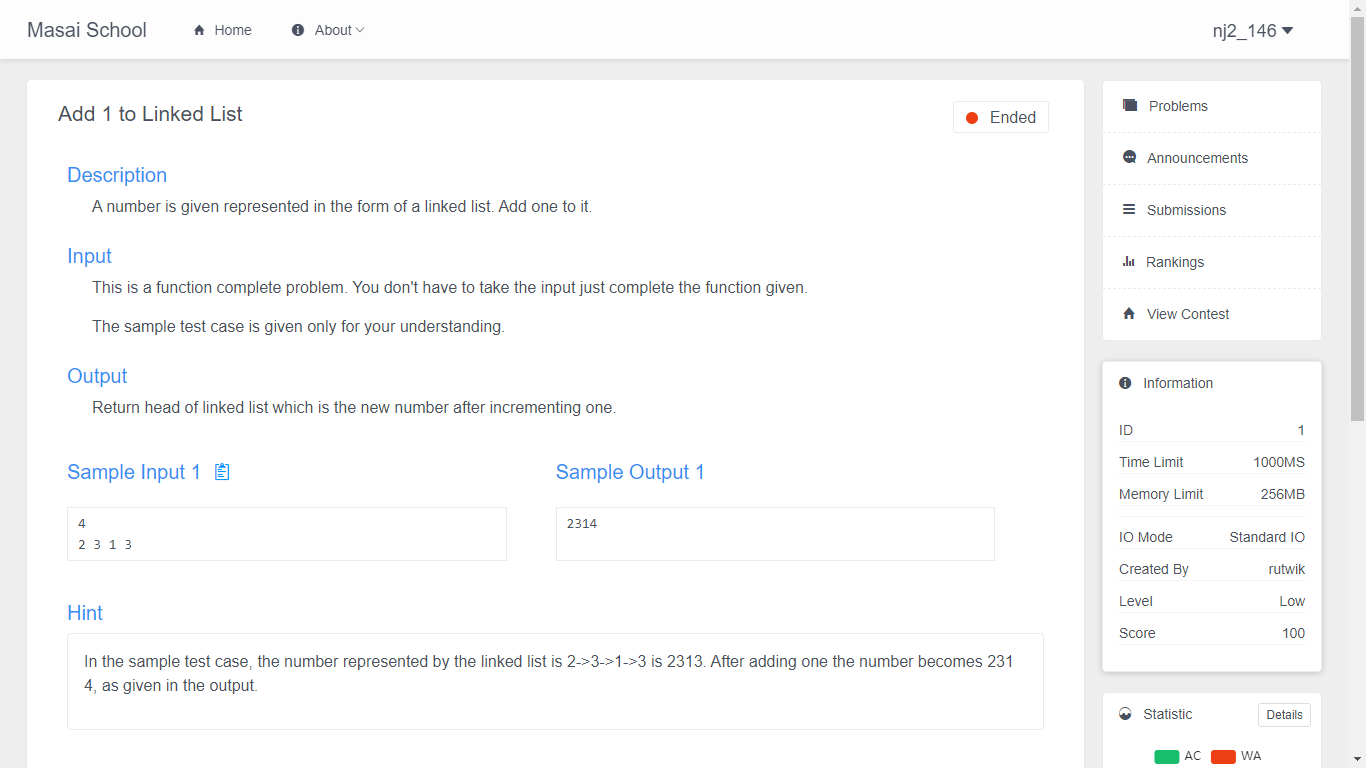 Masai School
Home
About
nj2_146
Add 1 to Linked List
Ended
Description
A number is given represented in the form of a linked list. Add one to it.
Input
This is a function complete problem. You don't have to take the input just complete the function given.
The sample test case is given only for your understanding.
Output
Return head of linked list which is the new number after incrementing one.
Sample Input 1
4
2 3 1 3
Sample Output 1
2314
Hint
In the sample test case, the number represented by the linked list is 2->3->1->3 is 2313. After adding one the number becomes 231
4, as given in the output.
Problems
Announcements
Submissions
Rankings
View Contest
Information
ID 1
Time Limit 1000MS
Memory Limit 256MB
IO Mode Standard IO
Created By rutwik
Level Low
Score 100
Statistic
Details
AC WA